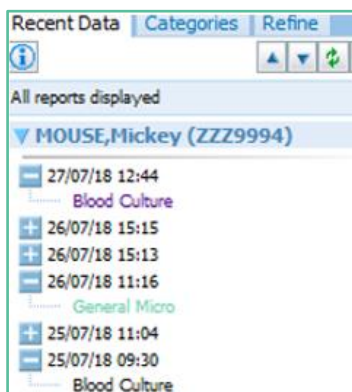 Recent Data Categories Refine
All reports displayed
MOUSE,Mickey (ZZZ9994)
27/07/18 12:44
Blood Culture
26/07/18 15:15
26/07/18 15:13
26/07/18 11:16
General Micro
25/07/18 11:04
25/07/18 09:30
Blood Culture